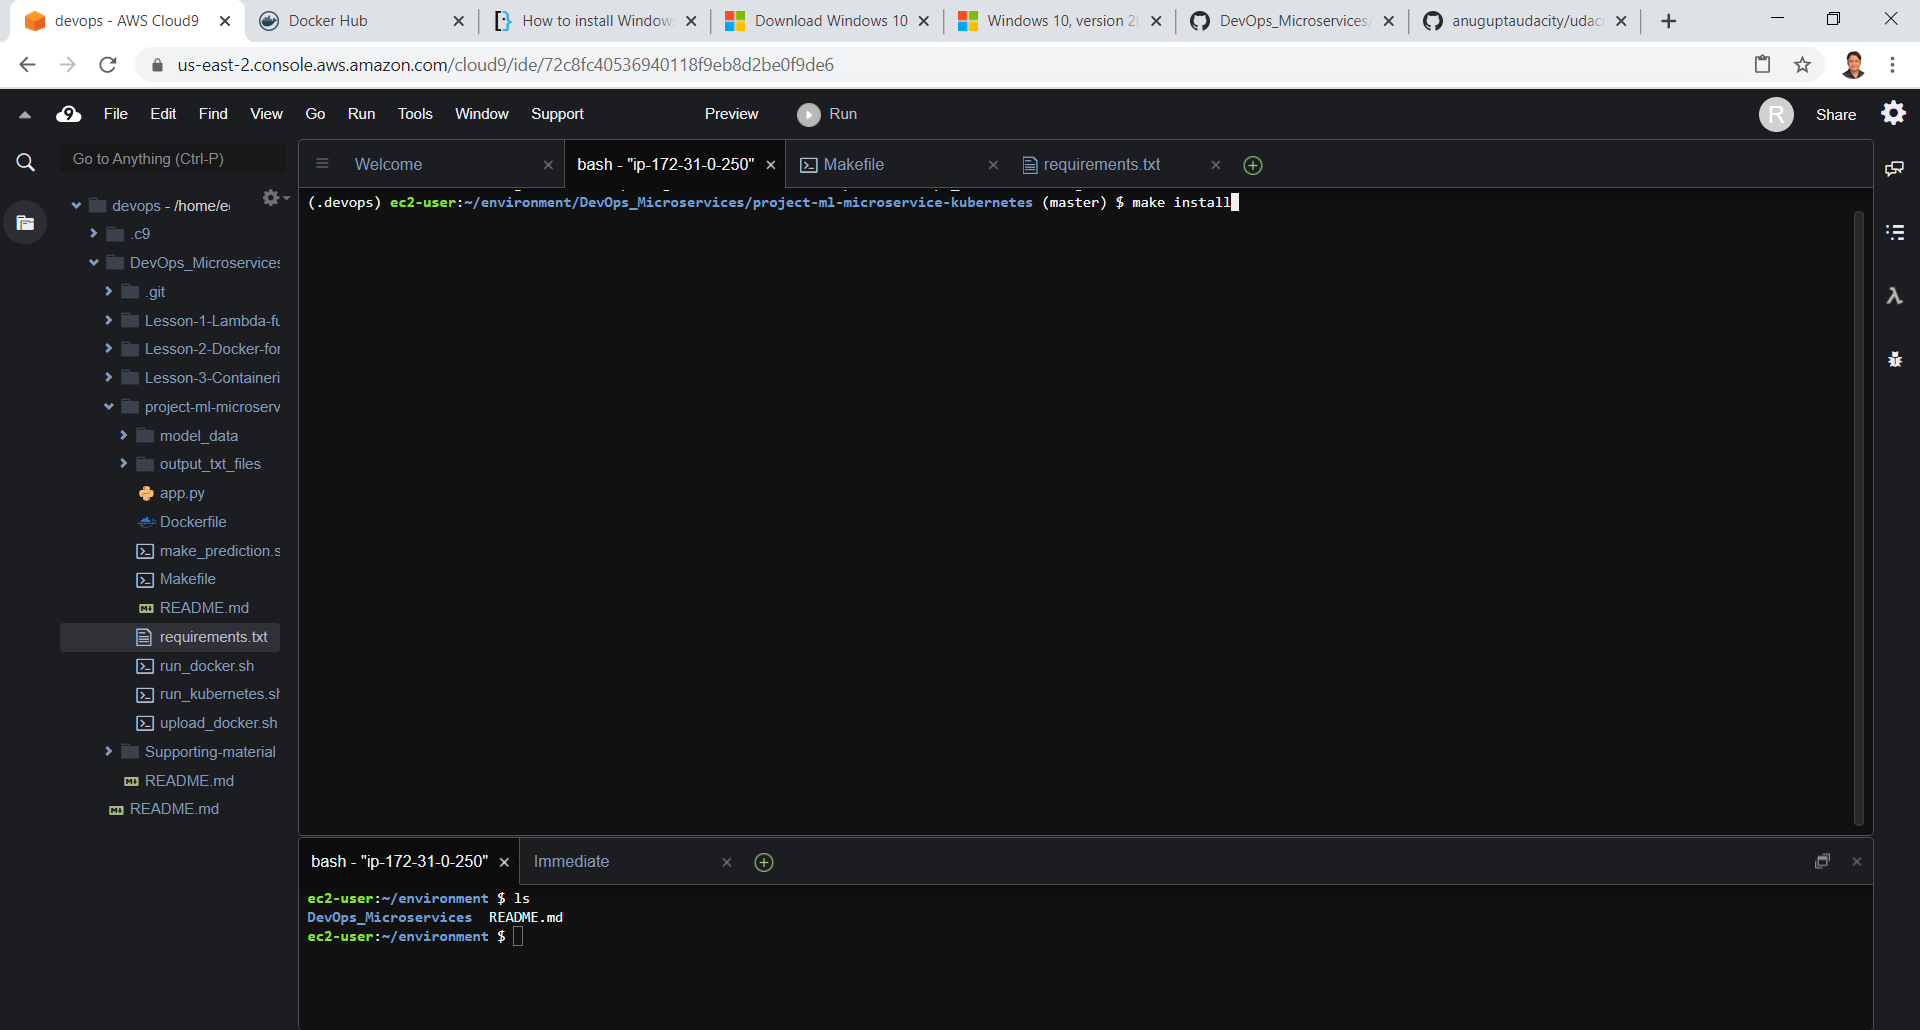 devops - AWS Cloud9
Docker Hub
How to install Window
Download Windows 10
Windows 10, version 20
DevOps_Microservices/
anuguptaudacity/udaci
us-east-2.console.aws.amazon.com/cloud9/ide/72c8fc40536940118f9eb8d2be0f9de6
9 File Edit Find View Go Run Tools Window Support Preview Run R Share
Go to Anything (Ctrl-P)
Welcome
bash - "ip-172-31-0-250"
Makefile
requirements.txt
(.devops) ec2-user:~/environment/DevOps_Microservices/project-ml-microservice-kubernetes (master) $ make install
devops - /home/e
.c9
DevOps_Microservices
.git
Lesson-1-Lambda-fu
Lesson-2-Docker-for
Lesson-3-Containeri
project-ml-microserv
model_data
output_txt_files
app.py
Dockerfile
make_prediction.s
Makefile
README.md
requirements.txt
run_docker.sh
run_kubernetes.sh
upload_docker.sh
Supporting-material
README.md
README.md
bash - "ip-172-31-0-250"
Immediate
ec2-user:~/environment $ ls
DevOps_Microservices README.md
ec2-user:~/environment $